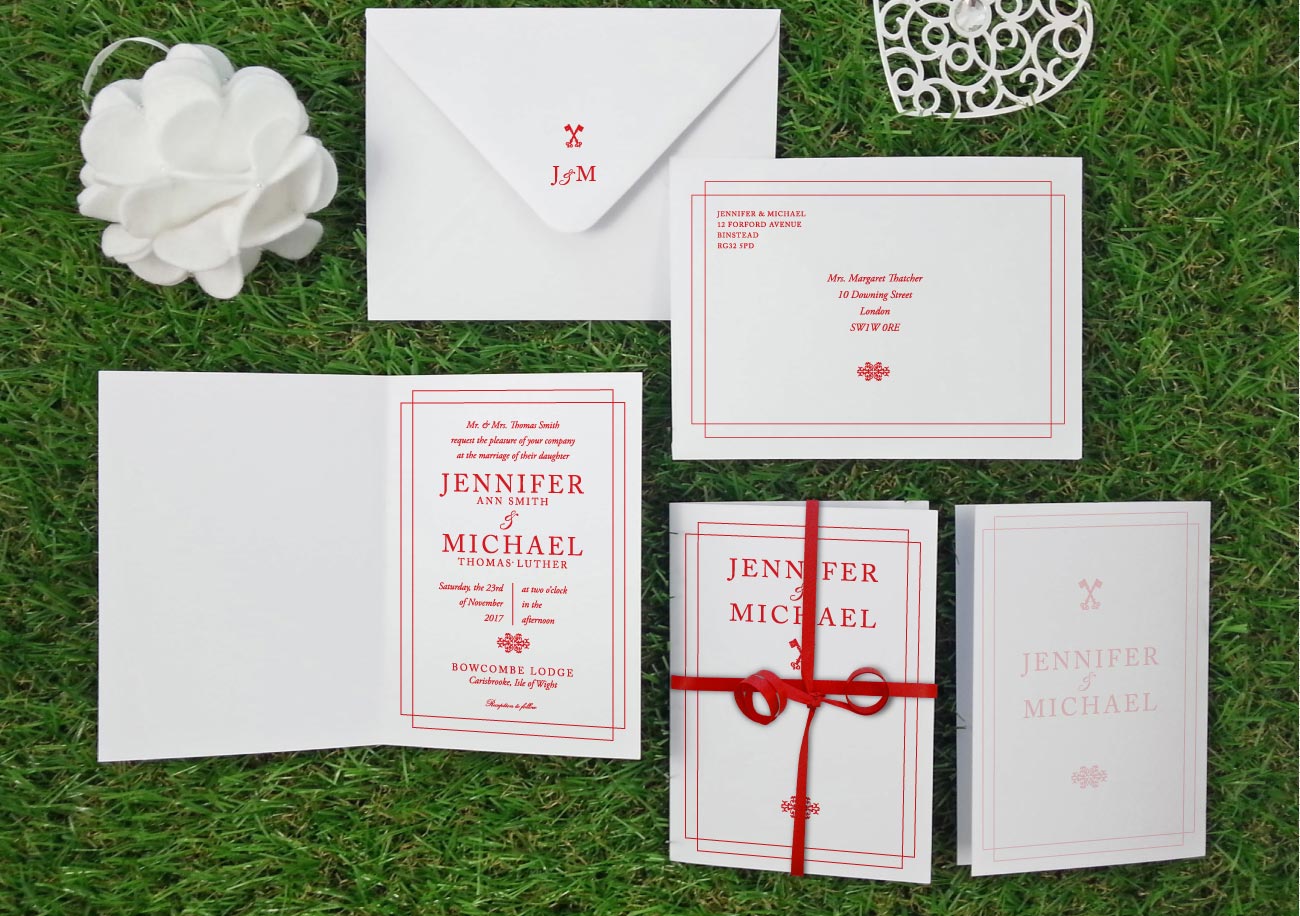 J&M
JENNIFER & MICHAEL
12 FORFORD AVENUE
BINSTEAD
RG32 5PD
Mrs. Margaret Thatcher
10 Downing Street
London
SW1W 0RE
Mr. & Mrs. Thomas Smith
request the pleasure of your company
at the marriage of their daughter
JENNIFER
ANN SMITH
&
MICHAEL
THOMAS·LUTHER
Saturday, the 23rd
of November
2017
at two o'clock
in the
afternoon
BOWCOMBE LODGE
Carisbrooke, Isle of Wight
Reception to follow
JENNIFER
&
MICHAEL
JENNIFER
&
MICHAEL